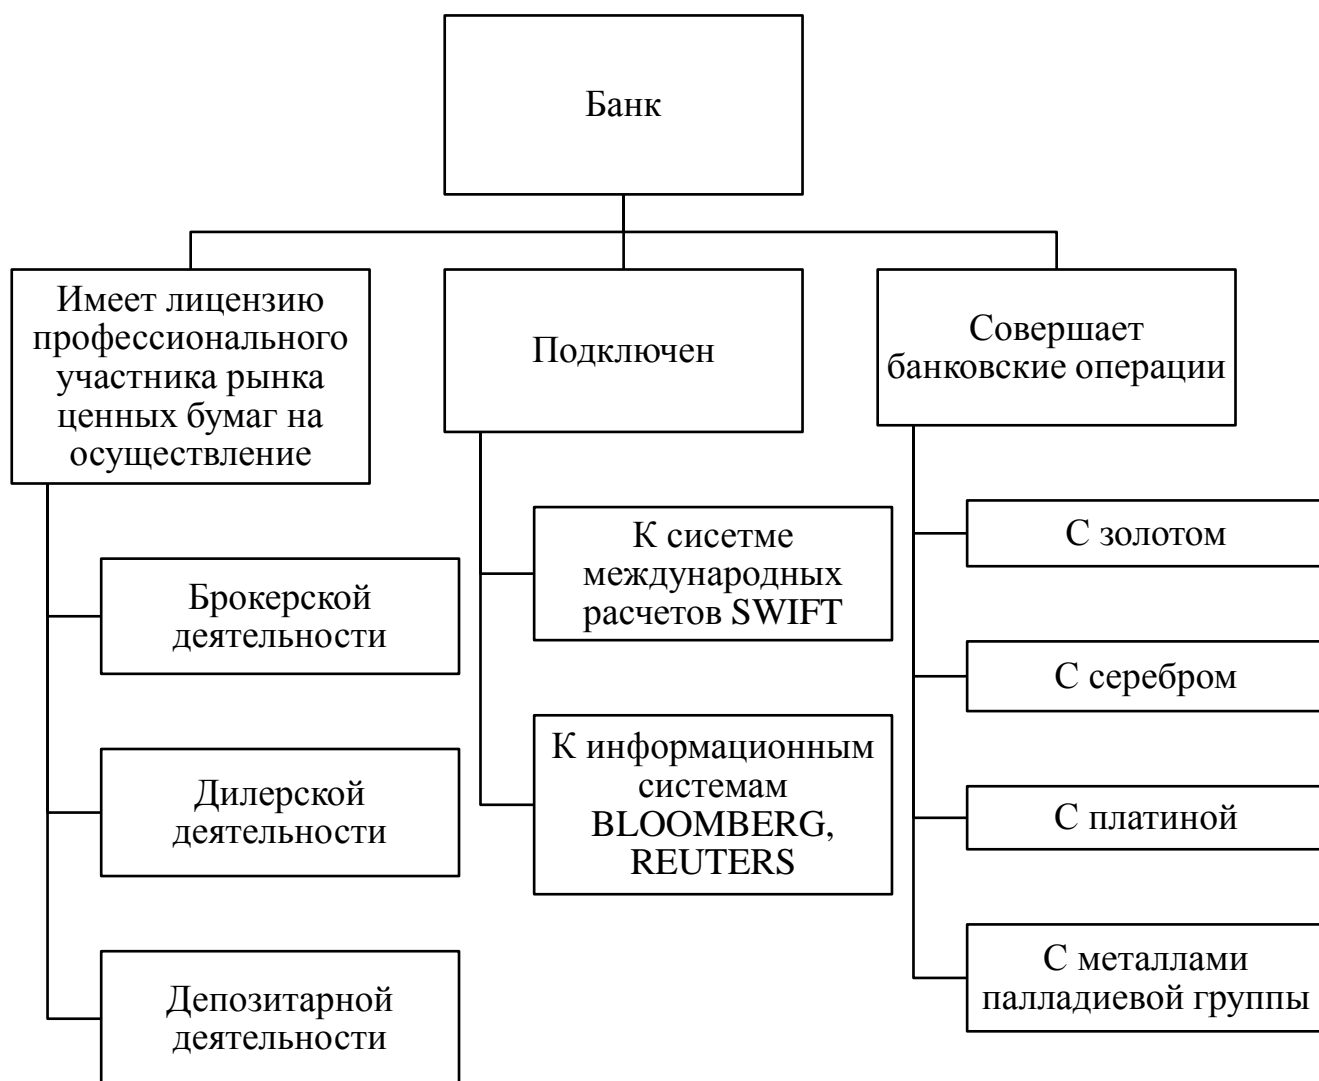 Банк
Имеет лицензию
профессионального
участника рынка
ценных бумаг на
осуществление
Брокерской
деятельности
Дилерской
деятельности
Депозитарной
деятельности
Подключен
К сисетме
международных
расчетов SWIFT
К информационным
системам
BLOOMBERG,
REUTERS
Совершает
банковские операции
С золотом
С серебром
С платиной
С металлами
палладиевой группы